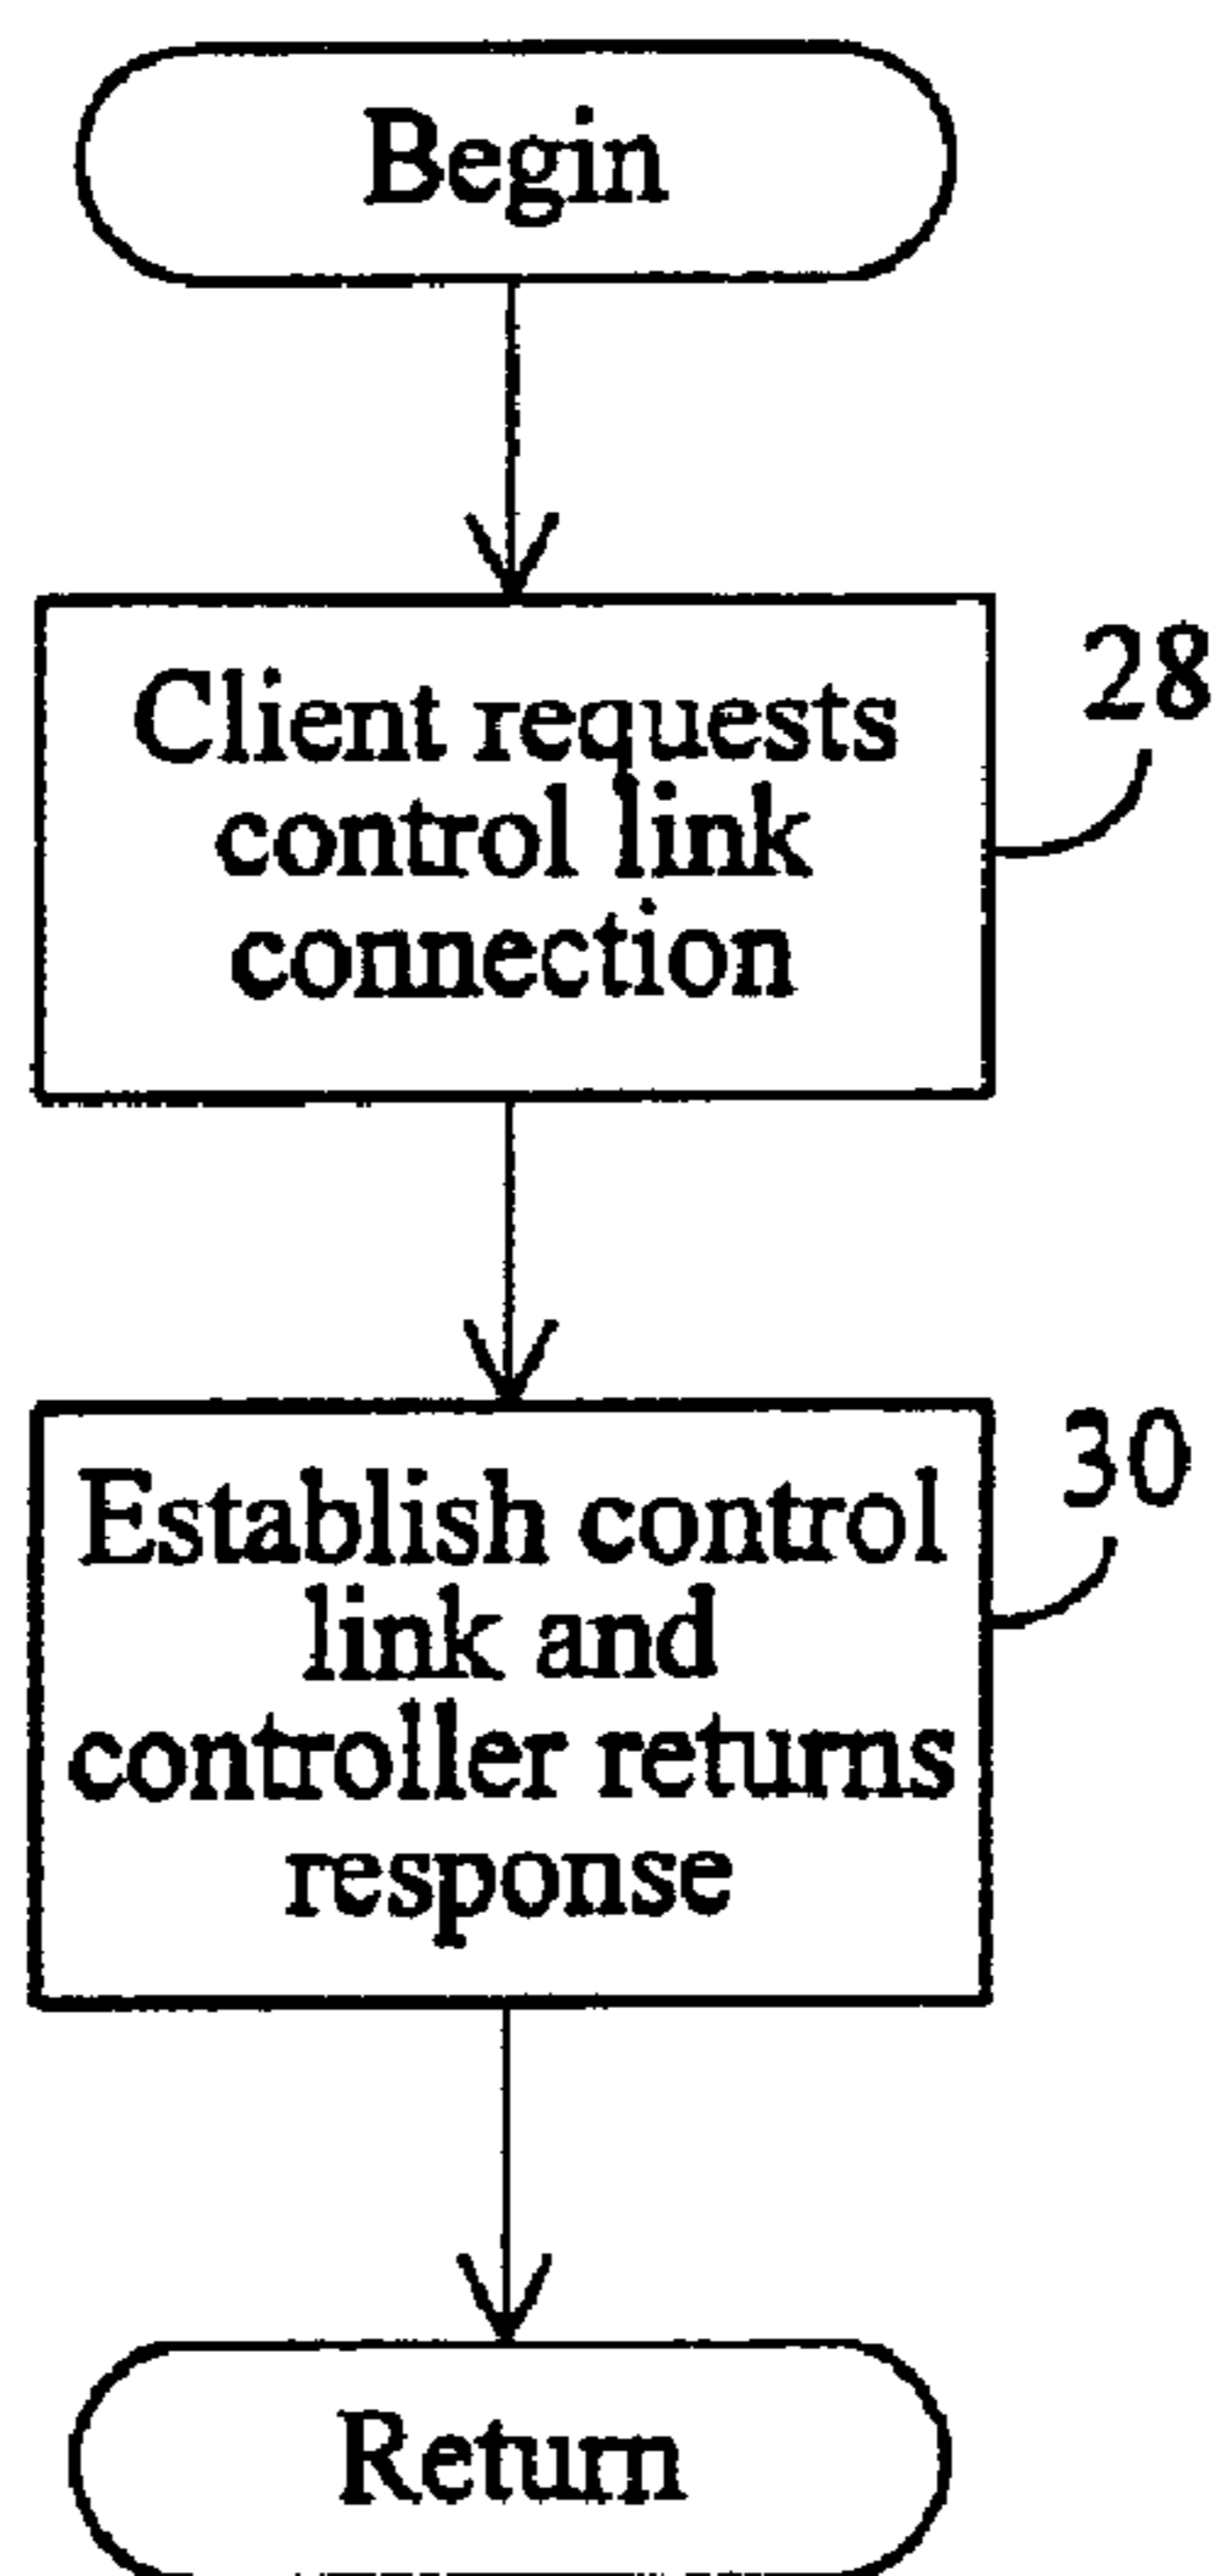 Begin
Client requests
control link
connection
28
Establish control
link and
controller returns
response
30
Return